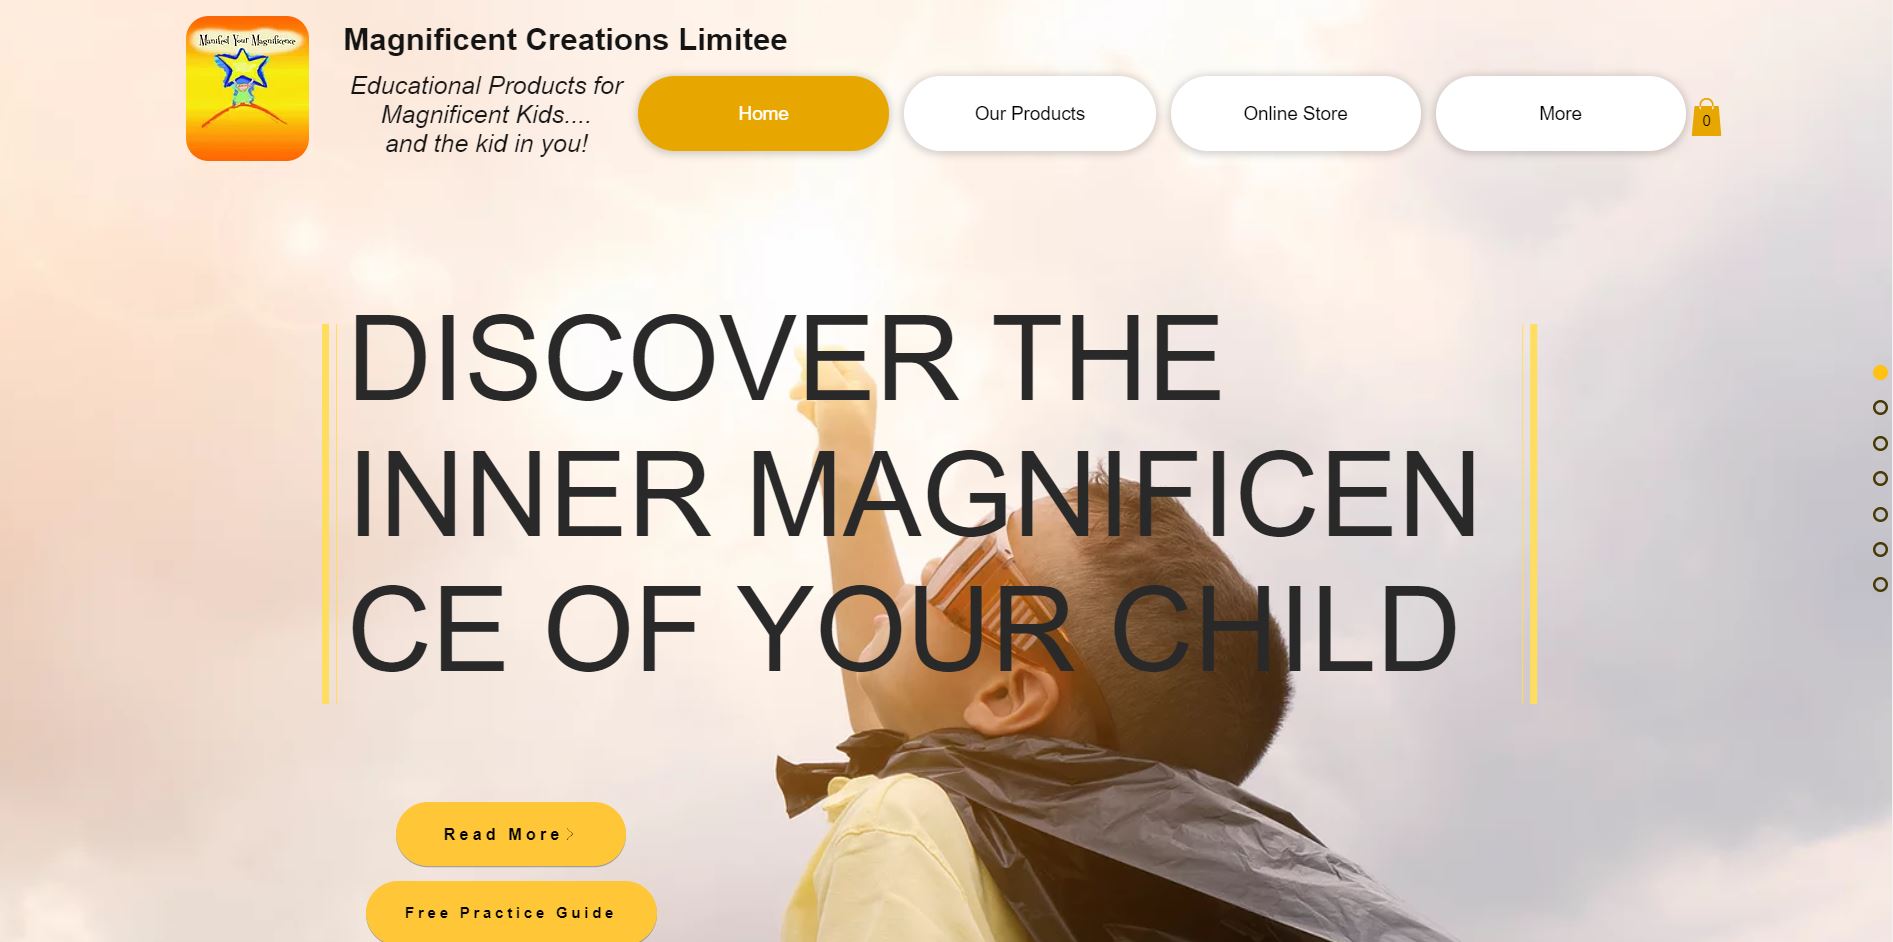 Manifest Your Magnificence
Magnificent Creations Limitee
Educational Products for
Magnificent Kids....
and the kid in you!
Home
Our Products
Online Store
More
0
DISCOVER THE
INNER MAGNIFICEN
CE OF YOUR CHILD
Read More
Free Practice Guide